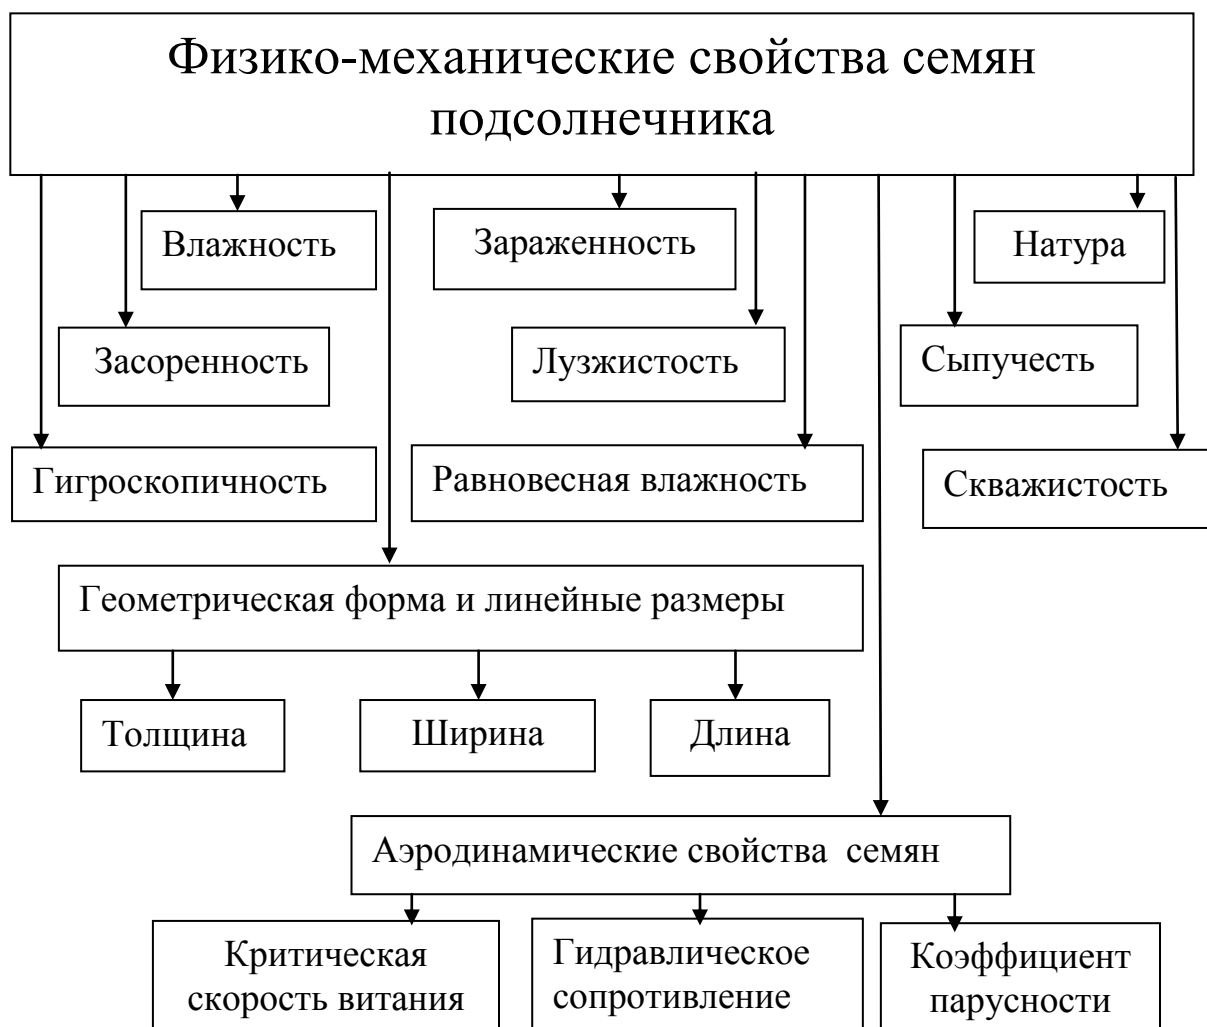 Физико-механические свойства семян
подсолнечника
Влажность
Зараженность
Натура
Засоренность
Лузжистость
Сыпучесть
Гигроскопичность
Равновесная влажность
Скважистость
Геометрическая форма и линейные размеры
Толщина
Ширина
Длина
Аэродинамические свойства семян
Критическая
скорость витания
Гидравлическое
сопротивление
Коэффициент
парусности